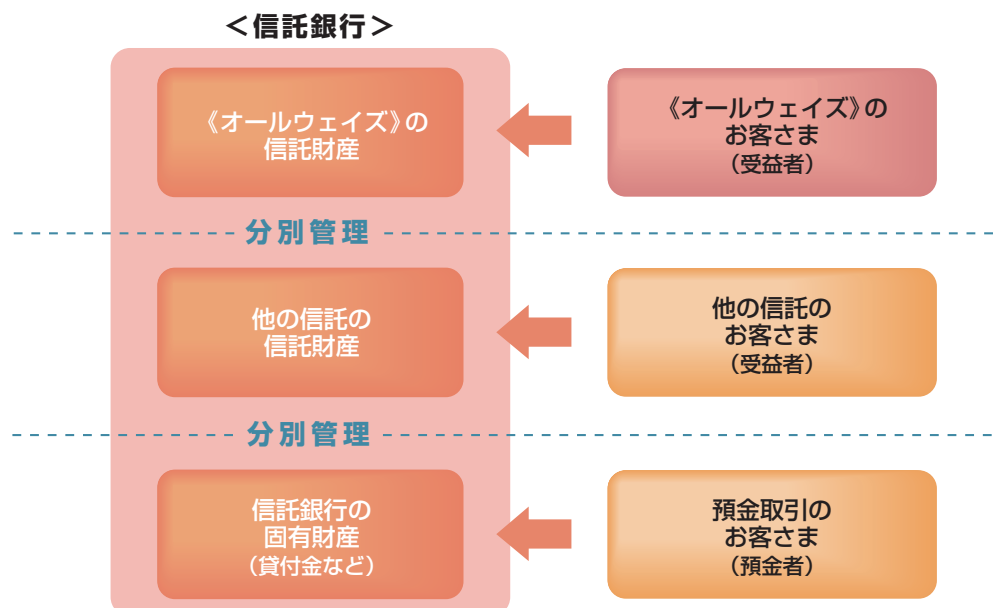 ＜信託銀行＞
《オールウェイズ》の
信託財産
《オールウェイズ》の
お客さま
（受益者）
分別管理
他の信託の
信託財産
他の信託の
お客さま
（受益者）
分別管理
信託銀行の
固有財産
（貸付金など）
預金取引の
お客さま
（預金者）